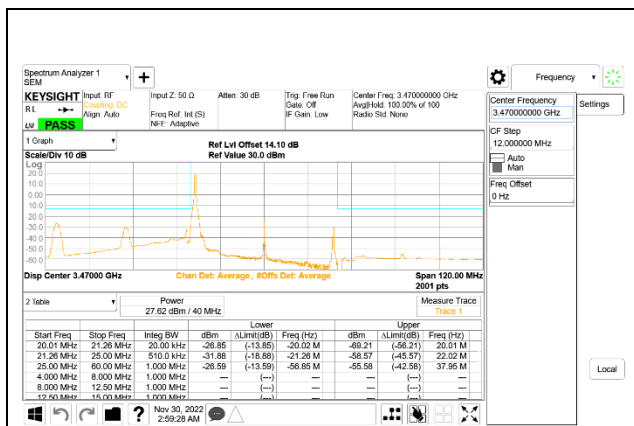 Spectrum Analyzer 1
SEM
Frequency
KEYSIGHT Input: RF Input Z: 50 Ω Atten: 30 dB Trig: Free Run Center Freq: 3.470000000 GHz
RL Coupling: DC Gate: Off Avg|Hold: 100.00% of 100
Align: Auto Freq Ref: Int (S) IF Gain: Low Radio Std: None
NFE: Adaptive
PASS
Center Frequency
3.470000000 GHz
Settings
CF Step
12.000000 MHz
Auto
Man
Freq Offset
0 Hz
1 Graph
Ref Lvl Offset 14.10 dB
Scale/Div 10 dB Ref Value 30.0 dBm
Log
20.0
10.0
0.00
-10.0
-20.0
-30.0
-40.0
-50.0
-60.0
Disp Center 3.47000 GHz Chan Det: Average , #Offs Det: Average Span 120.00 MHz
2001 pts
2 Table Power Measure Trace
27.62 dBm / 40 MHz Trace 1
Lower Upper
Start Freq Stop Freq Integ BW dBm ΔLimit(dB) Freq (Hz) dBm ΔLimit(dB) Freq (Hz)
20.01 MHz 21.26 MHz 20.00 kHz -26.85 (-13.85) -20.02 M -69.21 (-56.21) 20.01 M
21.26 MHz 25.00 MHz 510.0 kHz -31.88 (-18.88) -21.26 M -58.57 (-45.57) 22.02 M
25.00 MHz 60.00 MHz 1.000 MHz -26.59 (-13.59) -56.85 M -55.58 (-42.58) 37.95 M
4.000 MHz 8.000 MHz 1.000 MHz --- (---) --- --- (---) ---
8.000 MHz 12.50 MHz 1.000 MHz --- (---) --- --- (---) ---
12.50 MHz 15.00 MHz 1.000 MHz --- (---) --- --- (---) ---
Local
Nov 30, 2022
2:59:28 AM